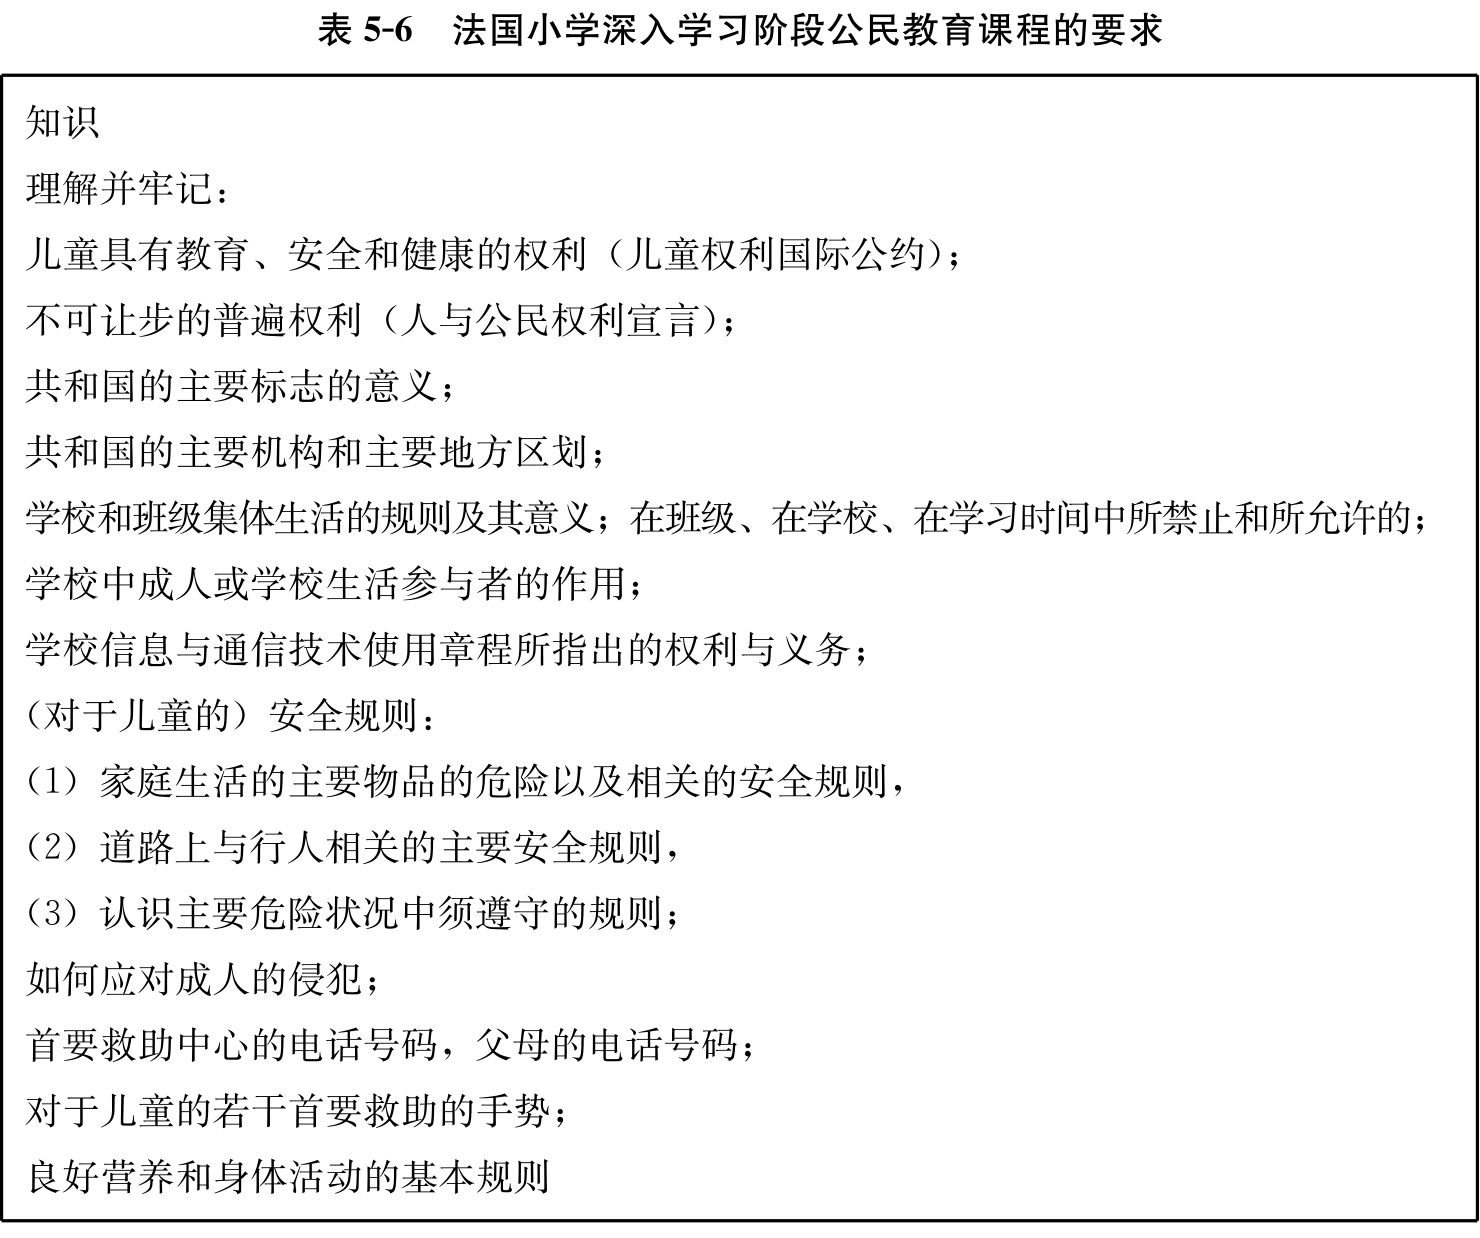 表 5-6 法国小学深入学习阶段公民教育课程的要求
知识
理解并牢记：
儿童具有教育、安全和健康的权利（儿童权利国际公约）；
不可让步的普遍权利（人与公民权利宣言）；
共和国的主要标志的意义；
共和国的主要机构和主要地方区划；
学校和班级集体生活的规则及其意义；在班级、在学校、在学习时间中所禁止和所允许的；
学校中成人或学校生活参与者的作用；
学校信息与通信技术使用章程所指出的权利与义务；
（对于儿童的）安全规则：
（1）家庭生活的主要物品的危险以及相关的安全规则，
（2）道路上与行人相关的主要安全规则，
（3）认识主要危险状况中须遵守的规则；
如何应对成人的侵犯；
首要救助中心的电话号码，父母的电话号码；
对于儿童的若干首要救助的手势；
良好营养和身体活动的基本规则